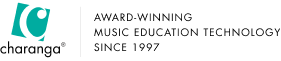 charanga®
AWARD-WINNING
MUSIC EDUCATION TECHNOLOGY
SINCE 1997